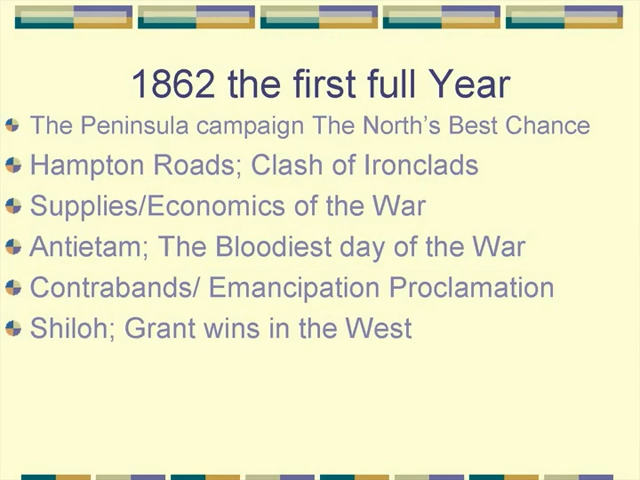 1862 the first full Year
The Peninsula campaign The North's Best Chance
Hampton Roads; Clash of Ironclads
Supplies/Economics of the War
Antietam; The Bloodiest day of the War
Contrabands/ Emancipation Proclamation
Shiloh; Grant wins in the West